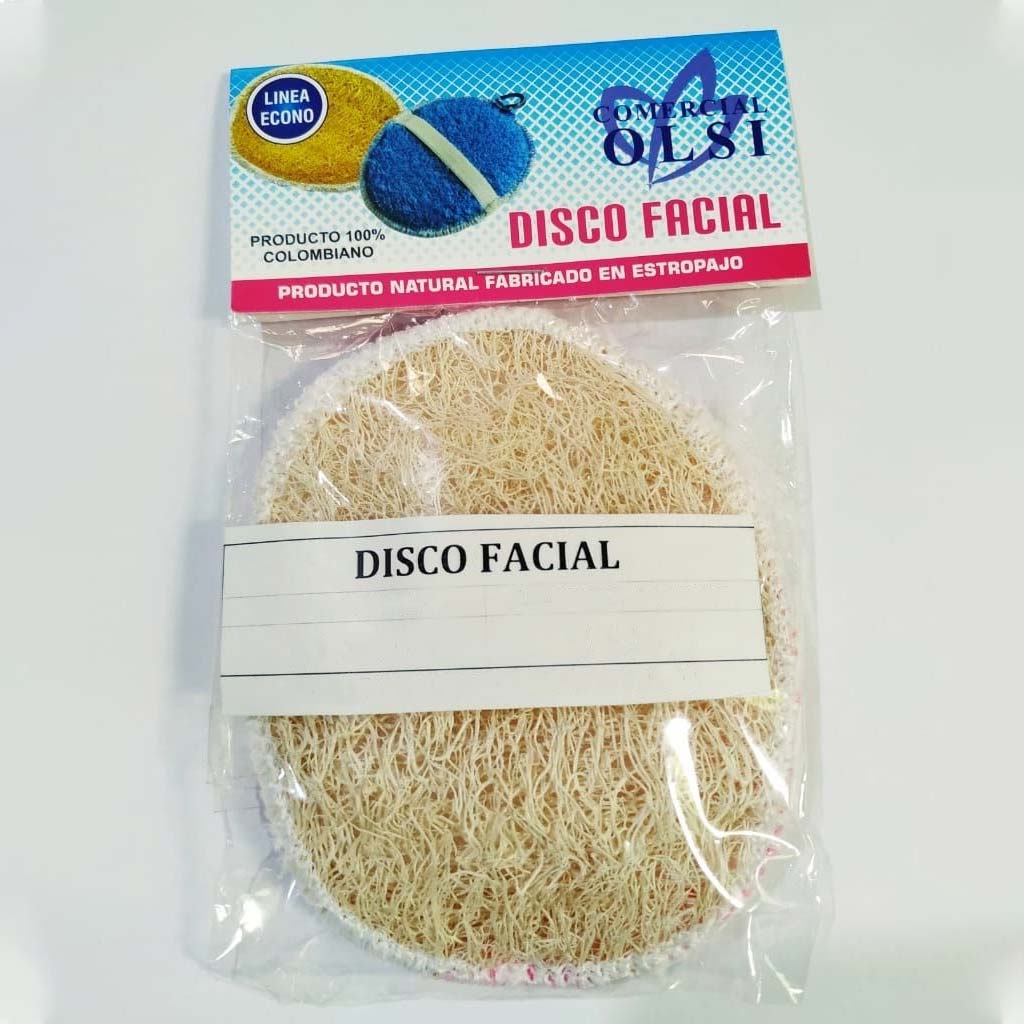 LINEA
ECONO
COMERCIAL
OLSI
DISCO FACIAL
PRODUCTO 100%
COLOMBIANO
PRODUCTO NATURAL FABRICADO EN ESTROPAJO
DISCO FACIAL